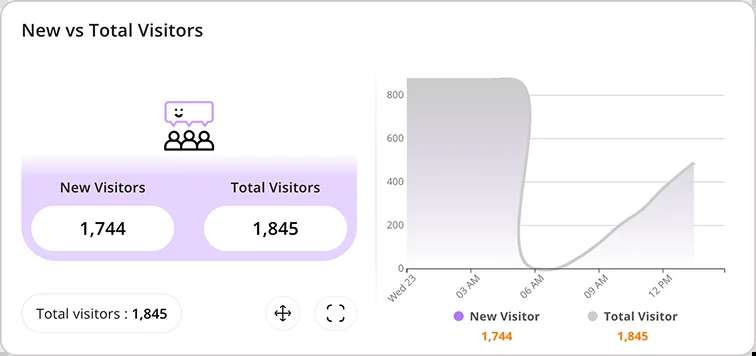 New vs Total Visitors
New Visitors
Total Visitors
1,744
1,845
Total visitors : 1,845
800
600
400
200
0
Wed 23
03 AM
06 AM
09 AM
12 PM
New Visitor
Total Visitor
1,744
1,845